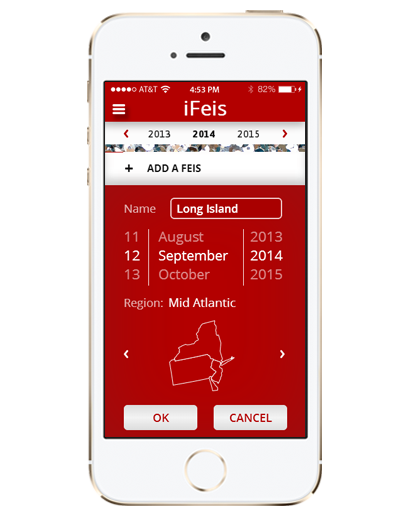 AT&T 4:53 PM 82%
iFeis
2013 2014 2015
+ ADD A FEIS
Name Long Island
11 August 2013
12 September 2014
13 October 2015
Region: Mid Atlantic
OK CANCEL